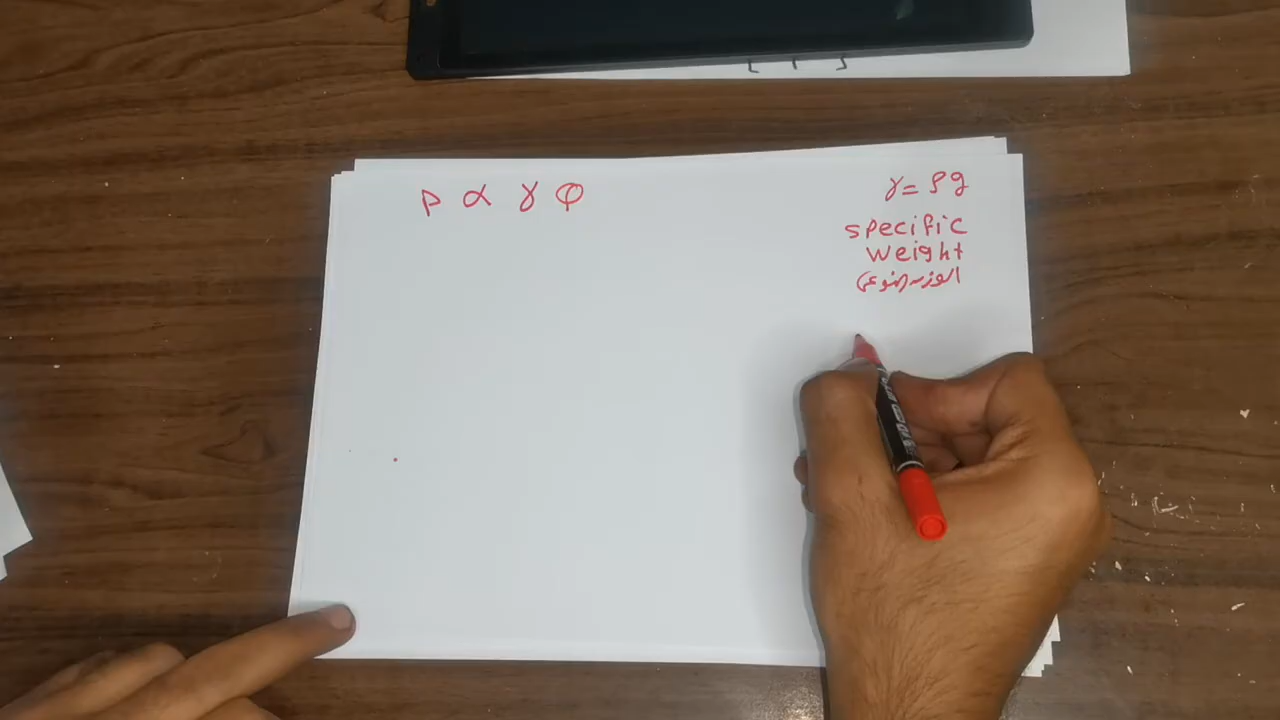 P α γ φ
γ = ρg
specific
weight
الوزن النوعي